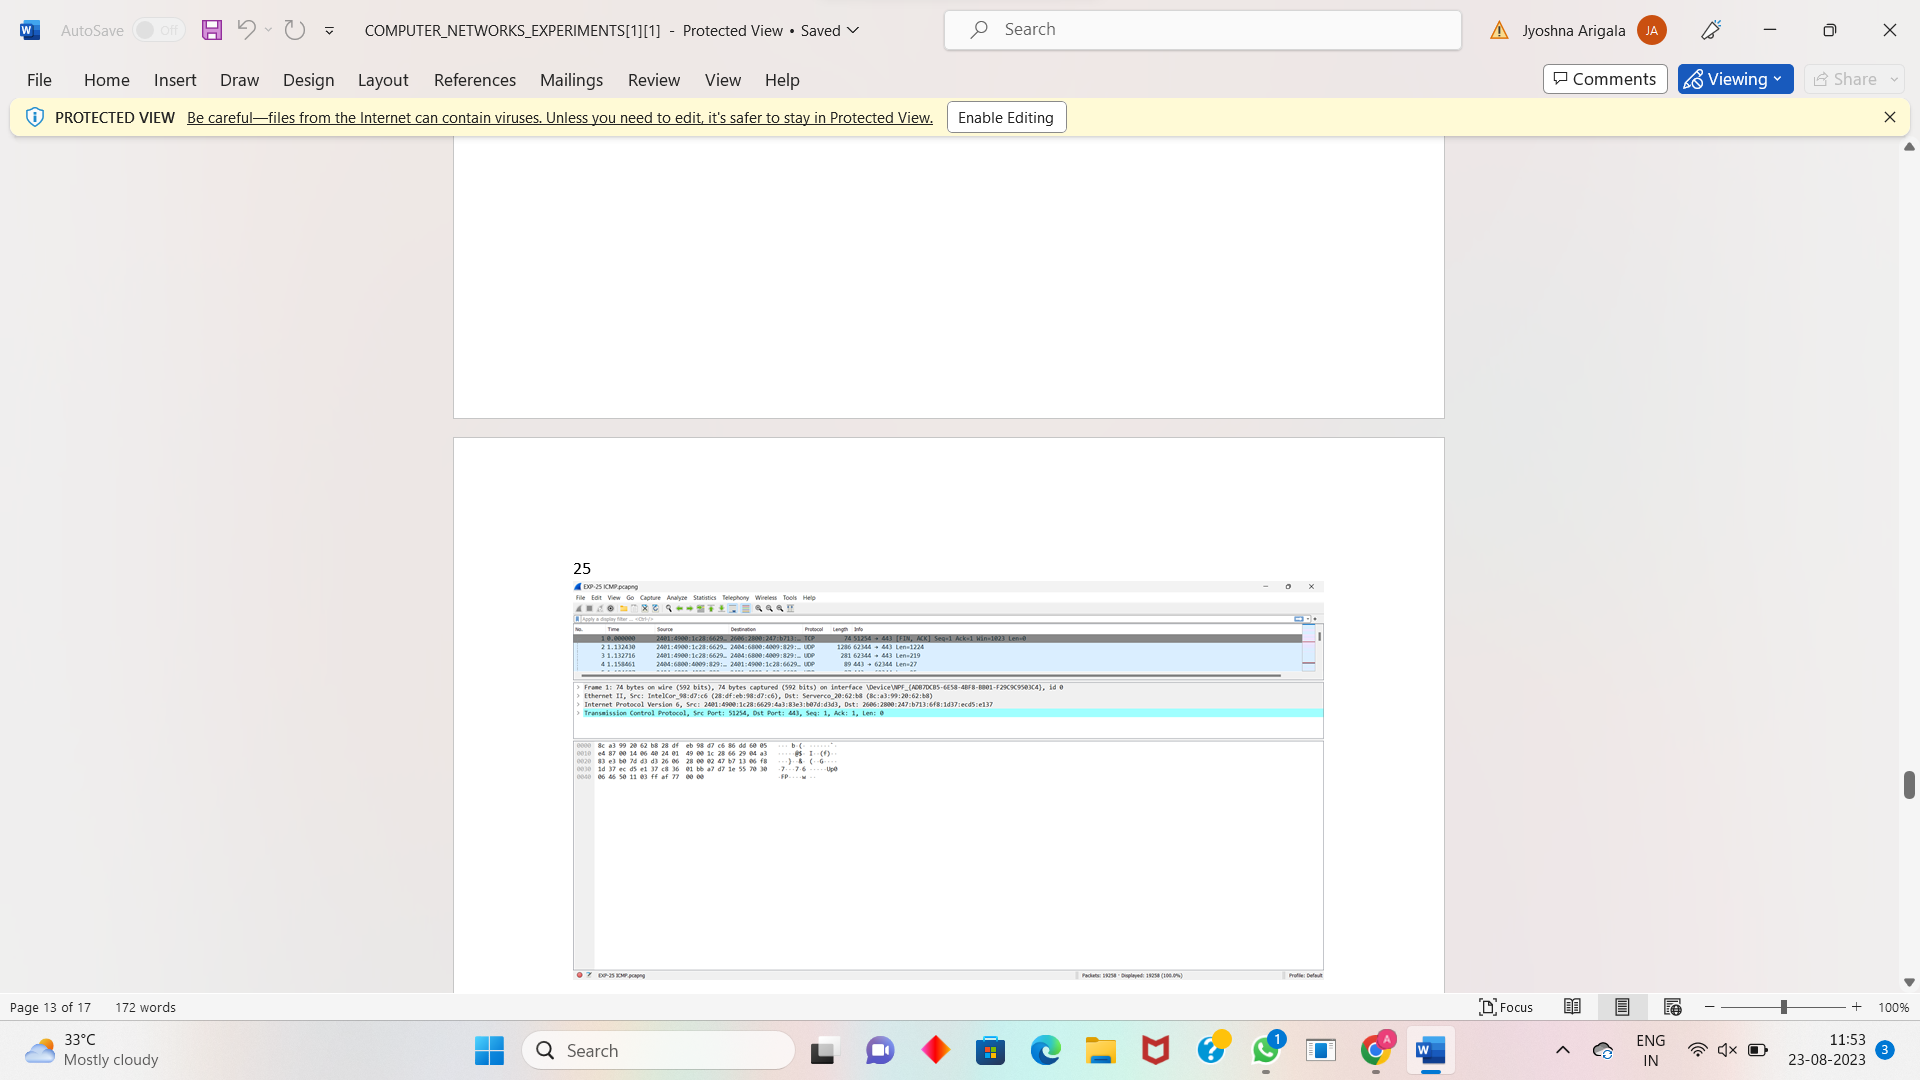 AutoSave Off COMPUTER_NETWORKS_EXPERIMENTS[1][1] - Protected View • Saved Search Jyoshna Arigala JA
File Home Insert Draw Design Layout References Mailings Review View Help Comments Viewing Share
PROTECTED VIEW Be careful—files from the Internet can contain viruses. Unless you need to edit, it's safer to stay in Protected View. Enable Editing
25
EXP-25 ICMP.pcapng
File Edit View Go Capture Analyze Statistics Telephony Wireless Tools Help
Apply a display filter ... <Ctrl-/>
No. Time Source Destination Protocol Length Info
1 0.000000 2401:4900:1c28:6629… 2606:2800:247:b713:… TCP 74 51254 → 443 [FIN, ACK] Seq=1 Ack=1 Win=1023 Len=0
2 1.132430 2401:4900:1c28:6629… 2404:6800:4009:829:… UDP 1286 62344 → 443 Len=1224
3 1.132716 2401:4900:1c28:6629… 2404:6800:4009:829:… UDP 281 62344 → 443 Len=219
4 1.158461 2404:6800:4009:829:… 2401:4900:1c28:6629… UDP 89 443 → 62344 Len=27
Frame 1: 74 bytes on wire (592 bits), 74 bytes captured (592 bits) on interface \Device\NPF_{ADB7DCB5-6E58-4BF8-BB01-F29C9C9503C4}, id 0
Ethernet II, Src: IntelCor_98:d7:c6 (28:df:eb:98:d7:c6), Dst: Serverco_20:62:b8 (8c:a3:99:20:62:b8)
Internet Protocol Version 6, Src: 2401:4900:1c28:6629:4a3:83e3:b07d:d3d3, Dst: 2606:2800:247:b713:6f8:1d37:ecd5:e137
Transmission Control Protocol, Src Port: 51254, Dst Port: 443, Seq: 1, Ack: 1, Len: 0
0000 8c a3 99 20 62 b8 28 df eb 98 d7 c6 86 dd 60 05
0010 e4 87 00 14 06 40 24 01 49 00 1c 28 66 29 04 a3
0020 83 e3 b0 7d d3 d3 26 06 28 00 02 47 b7 13 06 f8
0030 1d 37 ec d5 e1 37 c8 36 01 bb a7 d7 1e 55 70 30
0040 06 46 50 11 03 ff af 77 00 00
EXP-25 ICMP.pcapng Packets: 19258 · Displayed: 19258 (100.0%) Profile: Default
Page 13 of 17 172 words Focus 100%
33°C
Mostly cloudy
Search
1
A
ENG
IN
11:53
23-08-2023
3